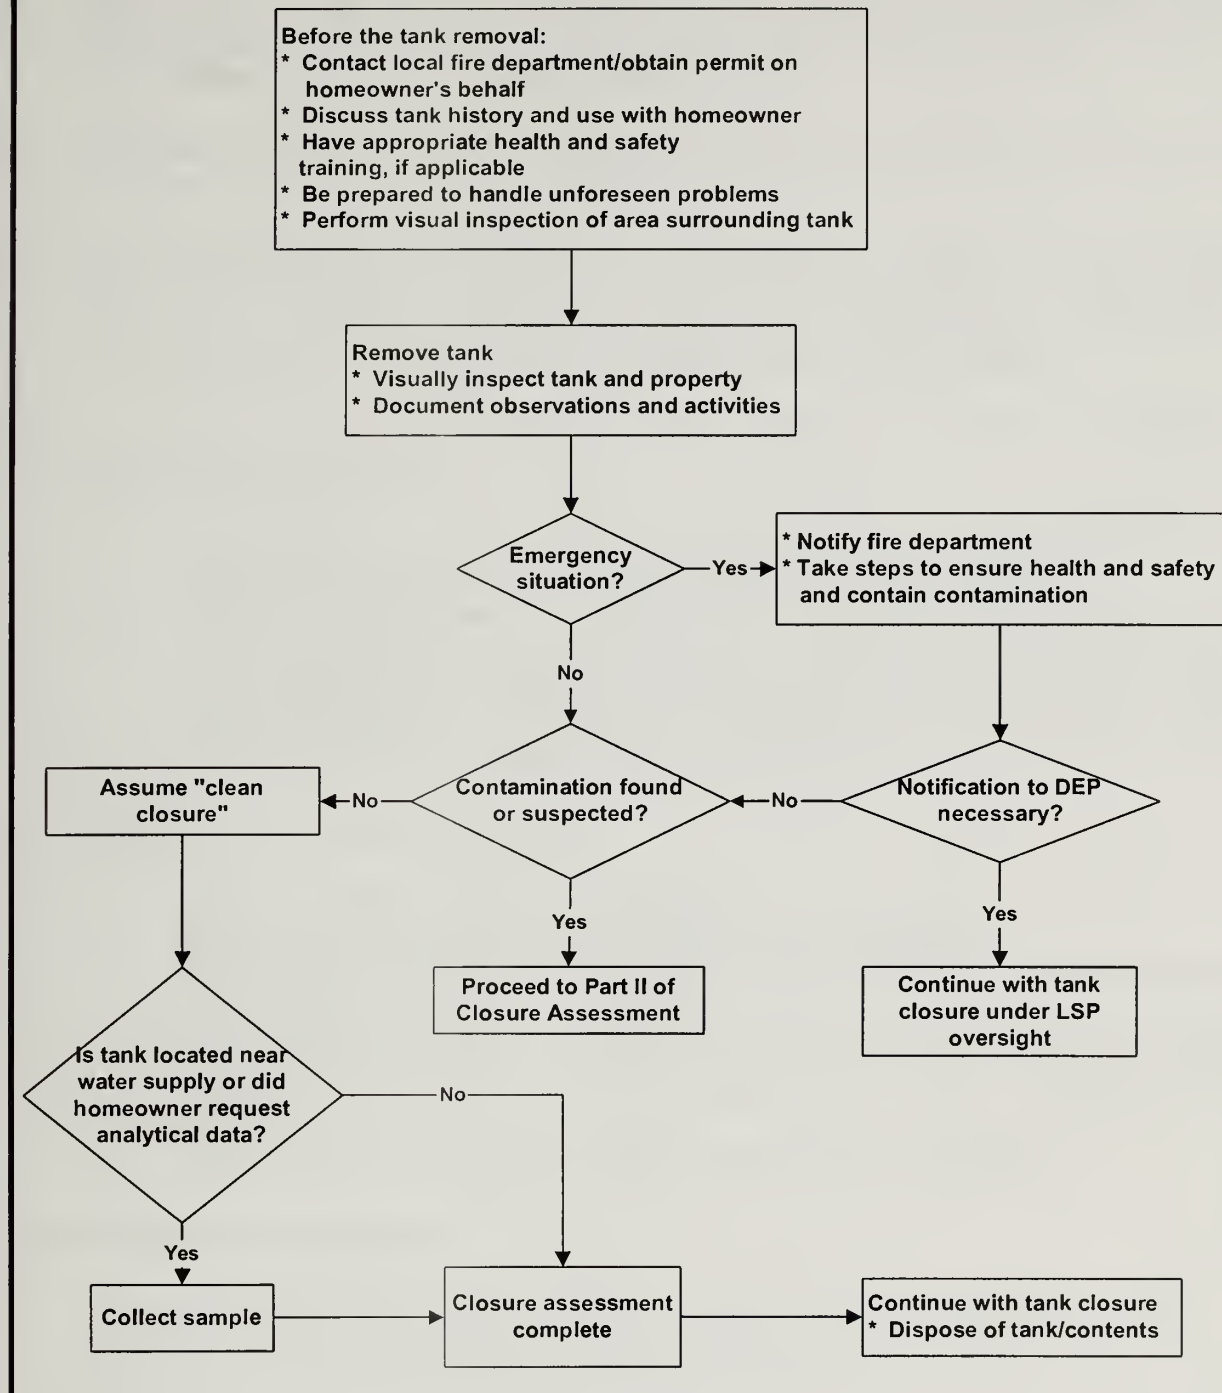 Before the tank removal:
* Contact local fire department/obtain permit on
homeowner's behalf
* Discuss tank history and use with homeowner
* Have appropriate health and safety
training, if applicable
* Be prepared to handle unforeseen problems
* Perform visual inspection of area surrounding tank
Remove tank
* Visually inspect tank and property
* Document observations and activities
Emergency
situation?
Yes
* Notify fire department
* Take steps to ensure health and safety
and contain contamination
No
Assume "clean
closure"
No
Contamination found
or suspected?
No
Notification to DEP
necessary?
Yes
Yes
Proceed to Part II of
Closure Assessment
Continue with tank
closure under LSP
oversight
Is tank located near
water supply or did
homeowner request
analytical data?
No
Yes
Collect sample
Closure assessment
complete
Continue with tank closure
* Dispose of tank/contents